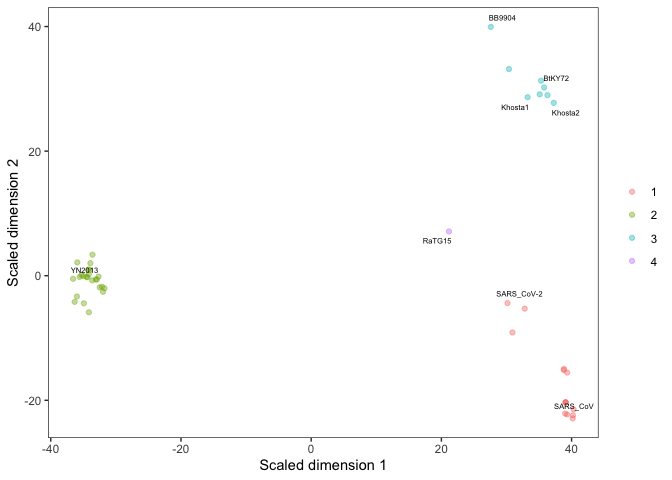 40
20
0
-20
Scaled dimension 2
-40
-20
0
20
40
Scaled dimension 1
BB9904
BtKY72
Khosta1
Khosta2
RaTG15
YN2013
SARS_CoV-2
SARS_CoV
1
2
3
4